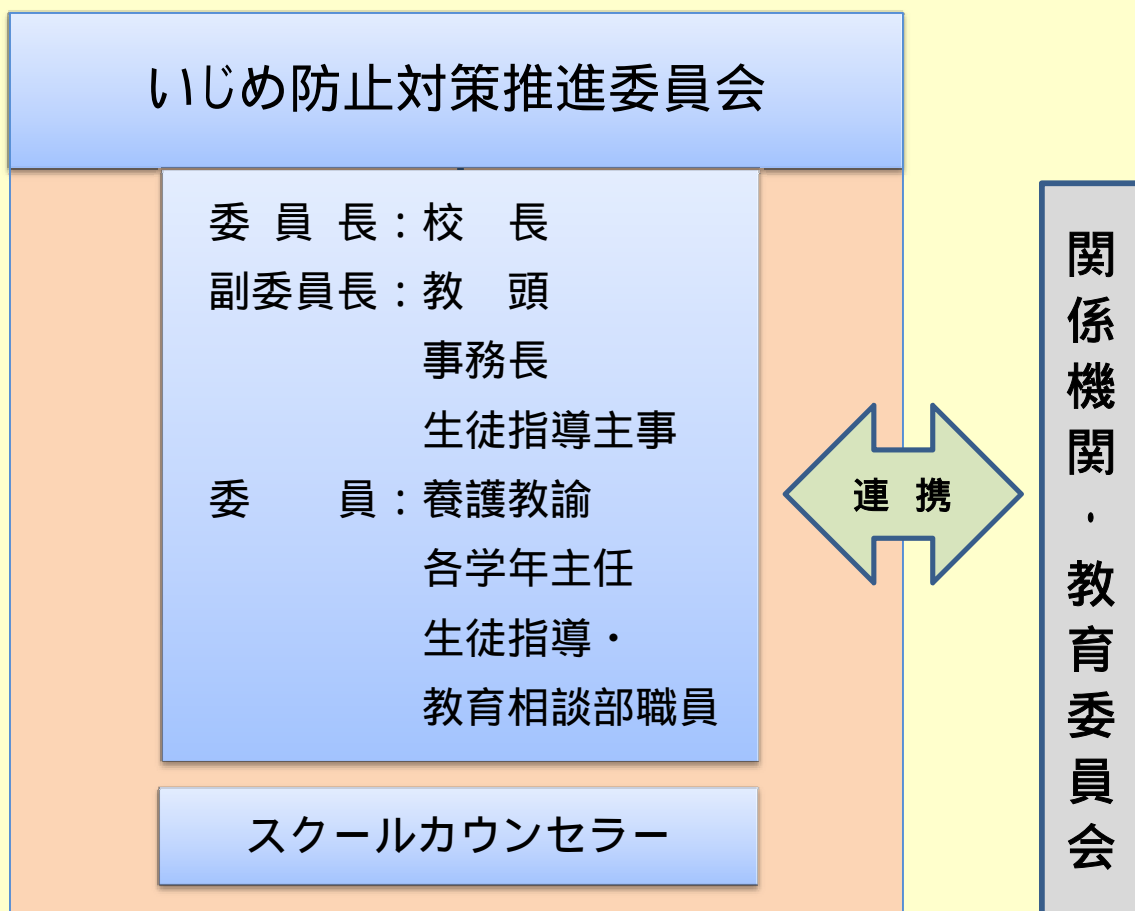 いじめ防止対策推進委員会
委 員 長：校　長
副委員長：教　頭
事務長
生徒指導主事
委　　員：養護教諭
各学年主任
生徒指導・
教育相談部職員
スクールカウンセラー
連 携
関係機関・教育委員会